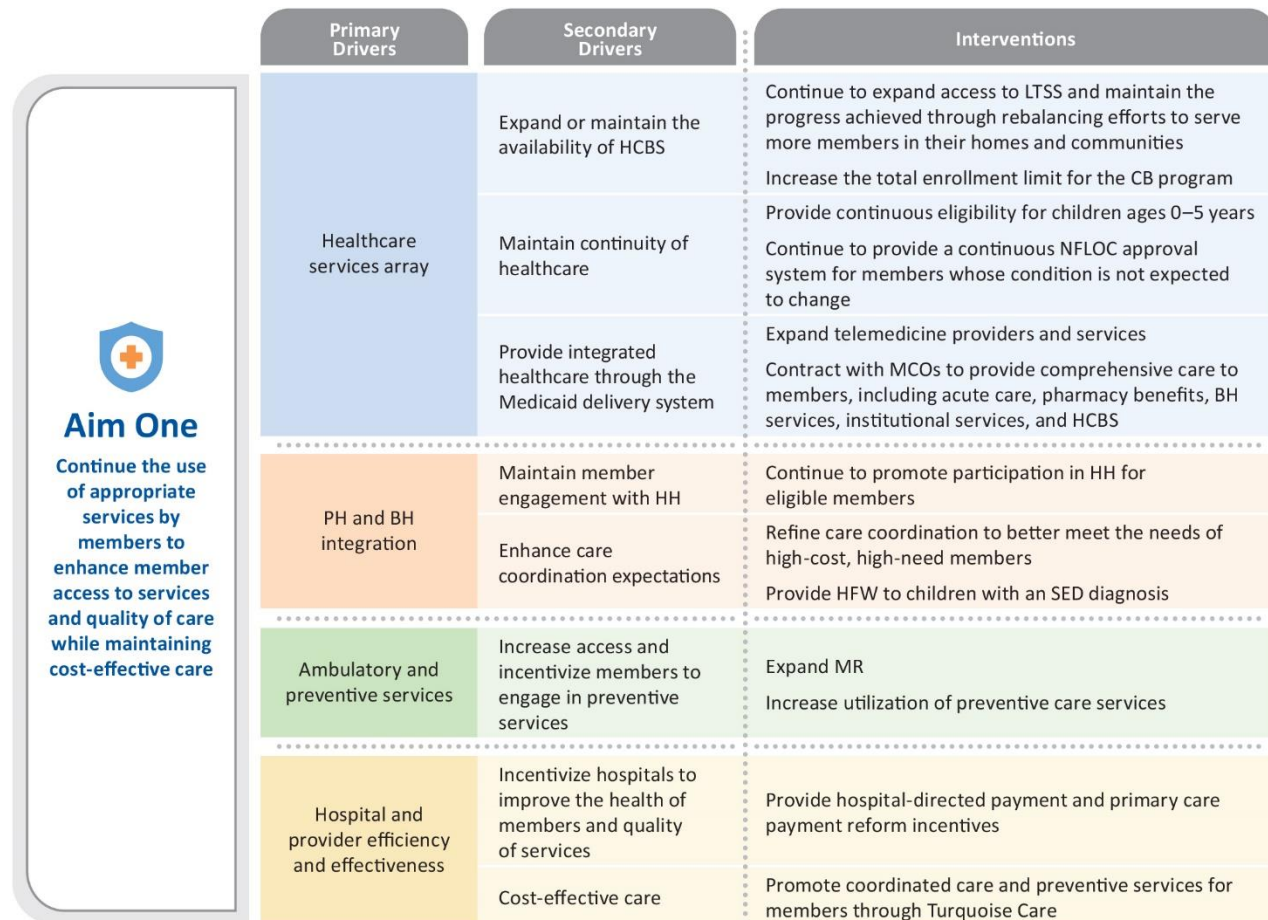 Primary
Drivers
Secondary
Drivers
Interventions
Aim One
Continue the use
of appropriate
services by
members to
enhance member
access to services
and quality of care
while maintaining
cost-effective care
Healthcare
services array
Expand or maintain the
availability of HCBS
Continue to expand access to LTSS and maintain the
progress achieved through rebalancing efforts to serve
more members in their homes and communities
Increase the total enrollment limit for the CB program
Maintain continuity of
healthcare
Provide continuous eligibility for children ages 0–5 years
Continue to provide a continuous NFLOC approval
system for members whose condition is not expected
to change
Provide integrated
healthcare through the
Medicaid delivery system
Expand telemedicine providers and services
Contract with MCOs to provide comprehensive care to
members, including acute care, pharmacy benefits, BH
services, institutional services, and HCBS
PH and BH
integration
Maintain member
engagement with HH
Continue to promote participation in HH for
eligible members
Enhance care
coordination expectations
Refine care coordination to better meet the needs of
high-cost, high-need members
Provide HFW to children with an SED diagnosis
Ambulatory and
preventive services
Increase access and
incentivize members to
engage in preventive
services
Expand MR
Increase utilization of preventive care services
Hospital and
provider efficiency
and effectiveness
Incentivize hospitals to
improve the health of
members and quality
of services
Provide hospital-directed payment and primary care
payment reform incentives
Cost-effective care
Promote coordinated care and preventive services for
members through Turquoise Care